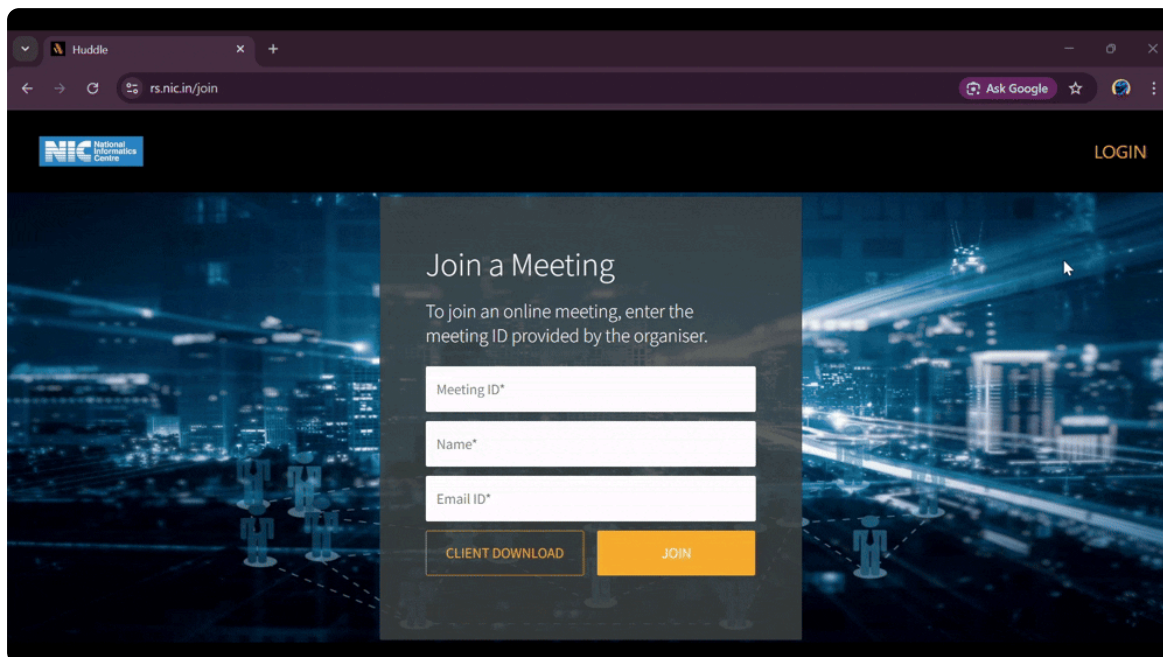 Huddle
rs.nic.in/join
Ask Google
NIC National Informatics Centre
LOGIN
Join a Meeting
To join an online meeting, enter the
meeting ID provided by the organiser.
Meeting ID*
Name*
Email ID*
CLIENT DOWNLOAD
JOIN